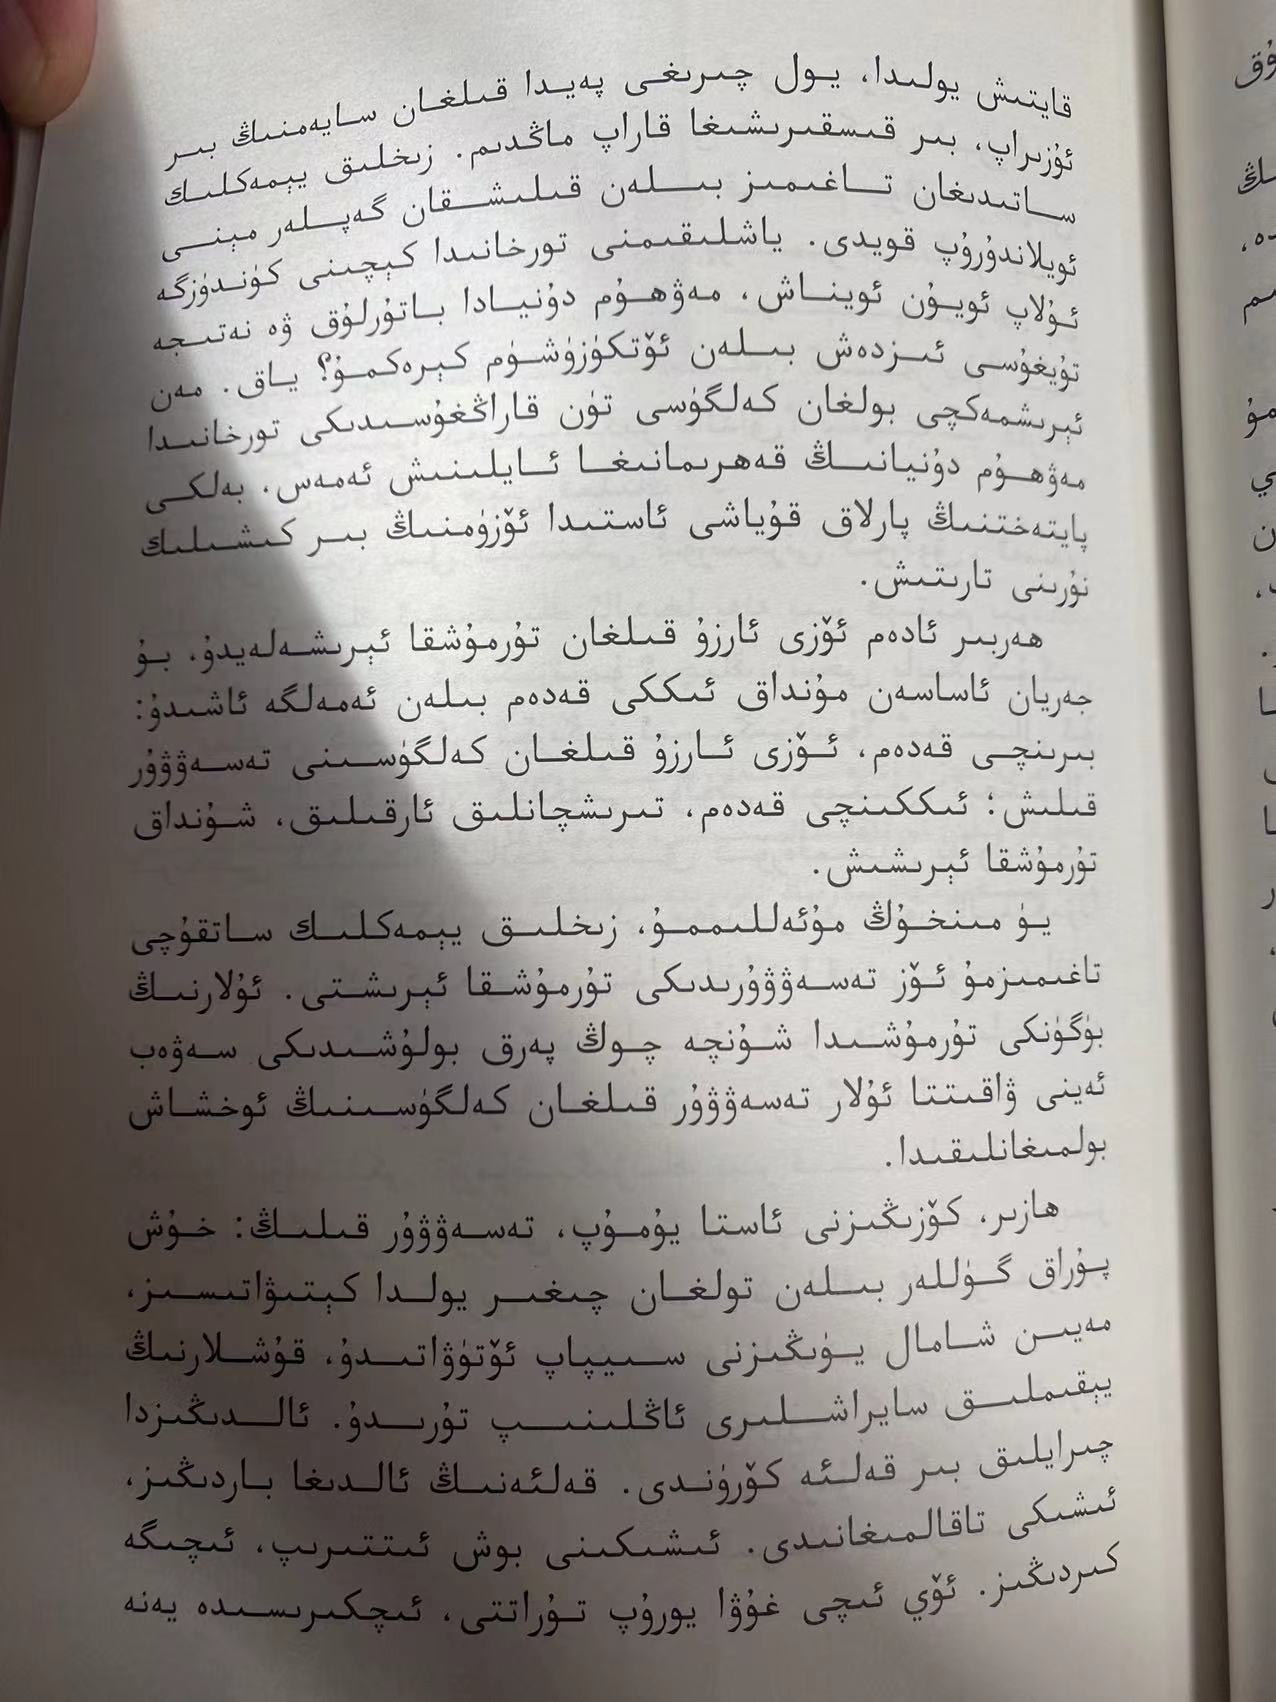 قايتىش يولىدا، يول چىرىغى پەيدا قىلغان سايەمنىڭ بىر
ئۇزىراپ، بىر قىسقىرىشىغا قاراپ ماڭدىم. زىخلىق يېمەكلىك
ساتىدىغان تاغىمىز بىلەن قىلىشقان گەپلەر مېنى
ئويلاندۇرۇپ قويدى. ياشلىقىمنى تورخانىدا كېچىنى كۈندۈزگە
ئۇلاپ ئويۇن ئويناش، مەۋھۇم دۇنيادا باتۇرلۇق ۋە نەتىجە
تۇيغۇسى ئىزدەش بىلەن ئۆتكۈزۈشۈم كېرەكمۇ؟ ياق. مەن
ئېرىشمەكچى بولغان كەلگۈسى تۈن قاراڭغۇسىدىكى تورخانىدا
مەۋھۇم دۇنيانىڭ قەھرىمانىغا ئايلىنىش ئەمەس، بەلكى
پايتەختنىڭ پارلاق قۇياشى ئاستىدا ئۆزۈمنىڭ بىر كىشىلىك
نۇرىنى تارىتىش.
ھەربىر ئادەم ئۆزى ئارزۇ قىلغان تۇرمۇشقا ئېرىشەلەيدۇ، بۇ
جەريان ئاساسەن مۇنداق ئىككى قەدەم بىلەن ئەمەلگە ئاشىدۇ:
بىرىنچى قەدەم، ئۆزى ئارزۇ قىلغان كەلگۈسىنى تەسەۋۋۇر
قىلىش؛ ئىككىنچى قەدەم، تىرىشچانلىق ئارقىلىق، شۇنداق
تۇرمۇشقا ئېرىشىش.
يۈ مىنخۇڭ مۇئەللىممۇ، زىخلىق يېمەكلىك ساتقۇچى
تاغىمىزمۇ ئۆز تەسەۋۋۇرىدىكى تۇرمۇشقا ئېرىشتى. ئۇلارنىڭ
بۈگۈنكى تۇرمۇشىدا شۇنچە چوڭ پەرق بولۇشىدىكى سەۋەب
ئەينى ۋاقىتتا ئۇلار تەسەۋۋۇر قىلغان كەلگۈسىنىڭ ئوخشاش
بولمىغانلىقىدا.
ھازىر، كۆزىڭىزنى ئاستا يۇمۇپ، تەسەۋۋۇر قىلىڭ: خۇش
پۇراق گۈللەر بىلەن تولغان چىغىر يولدا كېتىۋاتىسىز،
مەيىن شامال يۈىڭىزنى سىيپاپ ئۆتۈۋاتىدۇ، قۇشلارنىڭ
يېقىملىق سايراشلىرى ئاڭلىنىپ تۇرىدۇ. ئالدىڭىزدا
چىرايلىق بىر قەلئە كۆرۈندى. قەلئەنىڭ ئالدىغا باردىڭىز،
ئىشىكى تاقالمىغانىدى. ئىشىكىنى بوش ئىتتىرىپ، ئىچىگە
كىردىڭىز. ئۆي ئىچى غۇۋا يورۇپ تۇراتتى، ئىچكىرىسىدە يەنە